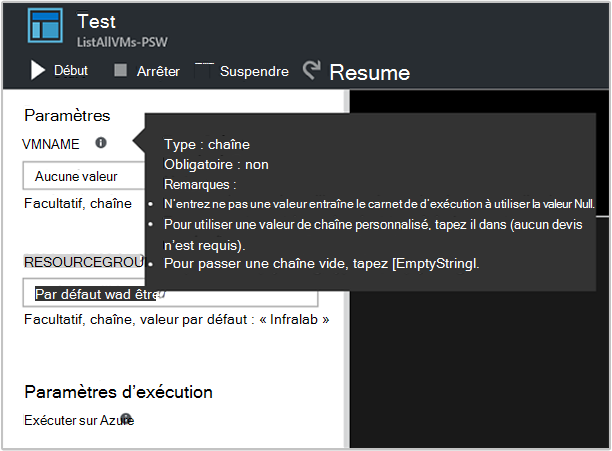 Test
ListAllVMs-PSW
Début Arrêter Suspendre Resume
Paramètres
VMNAME
Aucune valeur
Facultatif, chaîne
Type : chaîne
Obligatoire : non
Remarques :
• N'entrez ne pas une valeur entraîne le carnet de d'exécution à utiliser la valeur Null.
• Pour utiliser une valeur de chaîne personnalisé, tapez il dans (aucun devis
n'est requis).
• Pour passer une chaîne vide, tapez [EmptyStringl.
RESOURCEGROU
Par défaut wad être
Facultatif, chaîne, valeur par défaut : « Infralab »
Paramètres d'exécution
Exécuter sur Azure